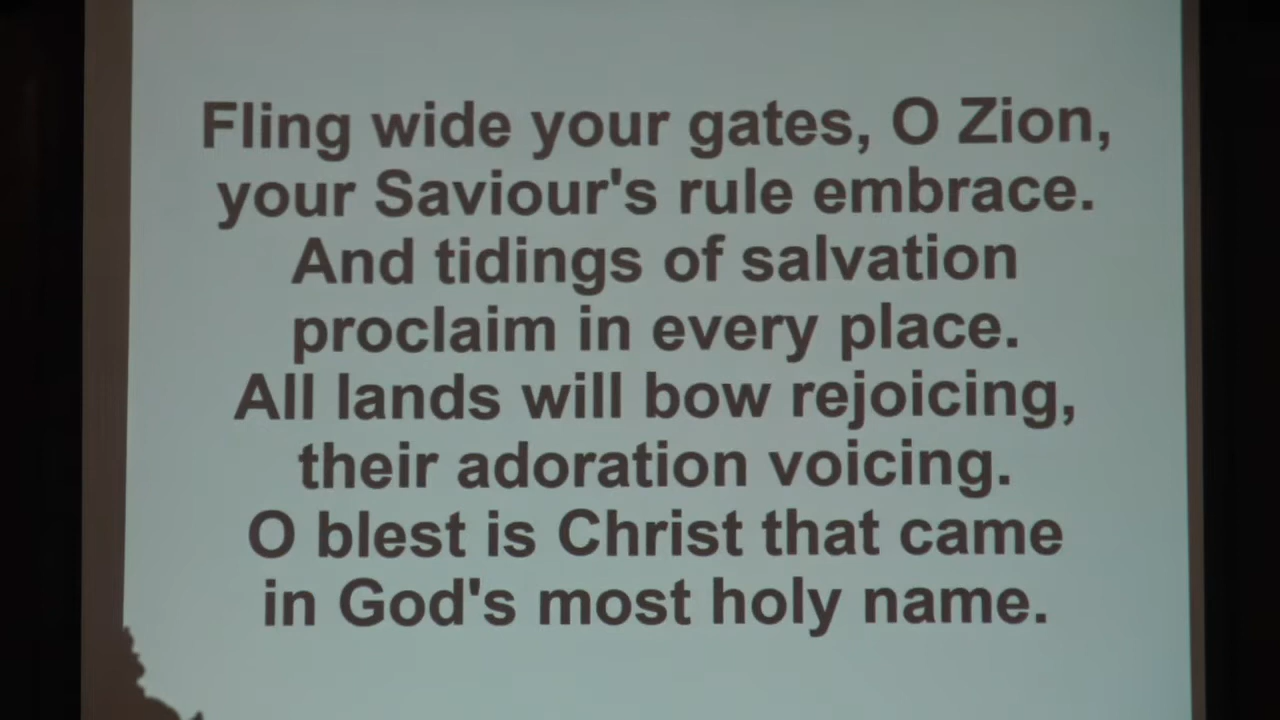 Fling wide your gates, O Zion,
your Saviour's rule embrace.
And tidings of salvation
proclaim in every place.
All lands will bow rejoicing,
their adoration voicing.
O blest is Christ that came
in God's most holy name.